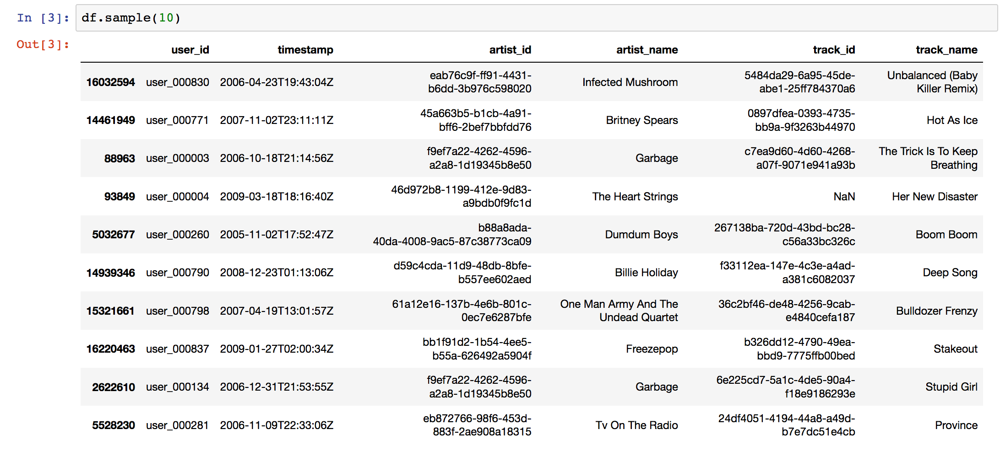 In [3]: df.sample(10)
Out[3]:
user_id timestamp artist_id artist_name track_id track_name
16032594 user_000830 2006-04-23T19:43:04Z eab76c9f-ff91-4431- Infected Mushroom 5484da29-6a95-45de- Unbalanced (Baby
b6dd-3b976c598020 abe1-25ff784370a6 Killer Remix)
14461949 user_000771 2007-11-02T23:11:11Z 45a663b5-b1cb-4a91- Britney Spears 0897dfea-0393-4735- Hot As Ice
bff6-2bef7bbfdd76 bb9a-9f3263b44970
88963 user_000003 2006-10-18T21:14:56Z f9ef7a22-4262-4596- Garbage c7ea9d60-4d60-4268- The Trick Is To Keep
a2a8-1d19345b8e50 a07f-9071e941a93b Breathing
93849 user_000004 2009-03-18T18:16:40Z 46d972b8-1199-412e-9d83- The Heart Strings NaN Her New Disaster
a9bdb0f9fc1d
5032677 user_000260 2005-11-02T17:52:47Z b88a8ada- Dumdum Boys 267138ba-720d-43bd-bc28- Boom Boom
40da-4008-9ac5-87c38773ca09 c56a33bc326c
14939346 user_000790 2008-12-23T01:13:06Z d59c4cda-11d9-48db-8bfe- Billie Holiday f33112ea-147e-4c3e-a4ad- Deep Song
b557ee602aed a381c6082037
15321661 user_000798 2007-04-19T13:01:57Z 61a12e16-137b-4e6b-801c- One Man Army And The 36c2bf46-de48-4256-9cab- Bulldozer Frenzy
0ec7e6287bfe Undead Quartet e4840cefa187
16220463 user_000837 2009-01-27T02:00:34Z bb1f91d2-1b54-4ee5- Freezepop b326dd12-4790-49ea- Stakeout
b55a-626492a5904f bbd9-7775ffb00bed
2622610 user_000134 2006-12-31T21:53:55Z f9ef7a22-4262-4596- Garbage 6e225cd7-5a1c-4de5-90a4- Stupid Girl
a2a8-1d19345b8e50 f18e9186293e
5528230 user_000281 2006-11-09T22:33:06Z eb872766-98f6-453d- Tv On The Radio 24df4051-4194-44a8-a49d- Province
883f-2ae908a18315 b7e7dc51e4cb